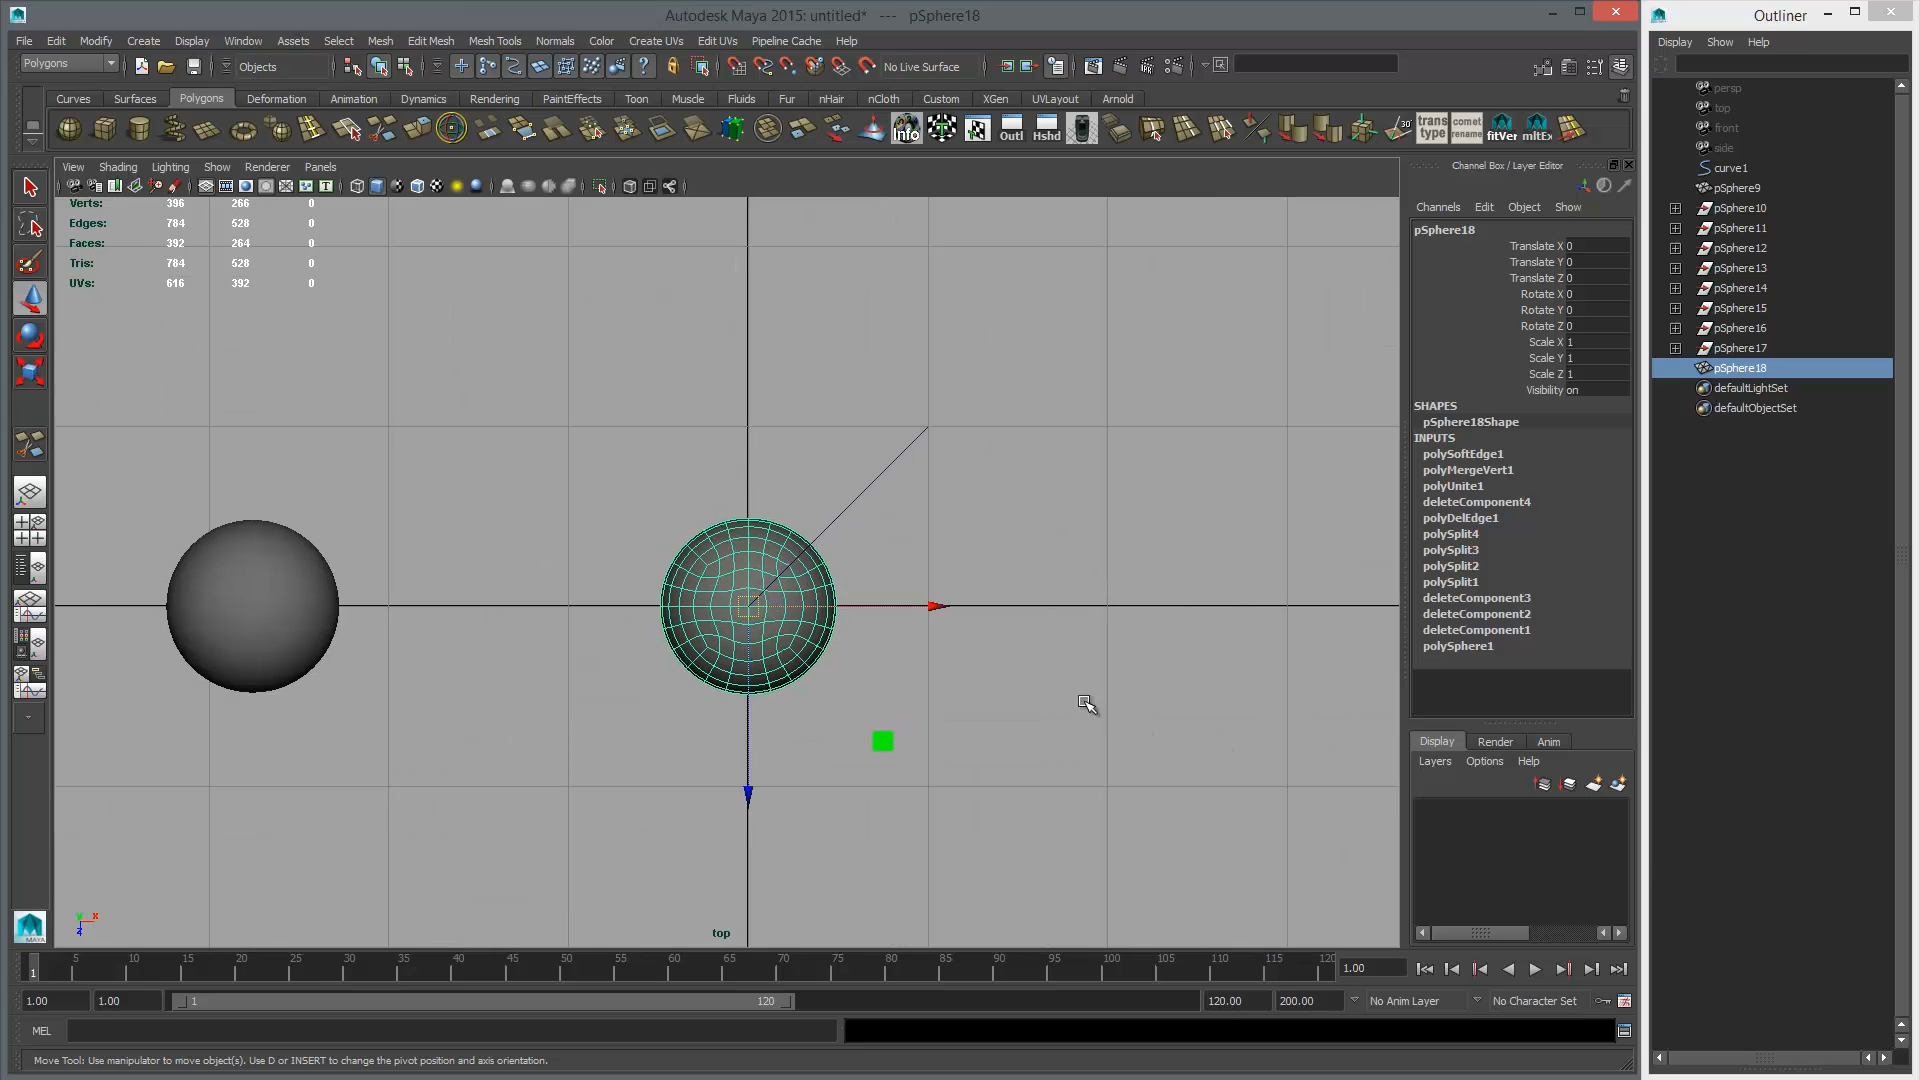 Autodesk Maya 2015: untitled* --- pSphere18
Outliner
File Edit Modify Create Display Window Assets Select Mesh Edit Mesh Mesh Tools Normals Color Create UVs Edit UVs Pipeline Cache Help
Display Show Help
Polygons
Objects
No Live Surface
Curves Surfaces Polygons Deformation Animation Dynamics Rendering PaintEffects Toon Muscle Fluids Fur nHair nCloth Custom XGen UVLayout Arnold
Info
Outl
Hshd
30°
trans type
comet rename
fitVer
mltEx
View Shading Lighting Show Renderer Panels
Verts: 396 266 0
Edges: 784 528 0
Faces: 392 264 0
Tris: 784 528 0
UVs: 616 392 0
top
y x
z
MAYA
Channel Box / Layer Editor
Channels Edit Object Show
pSphere18
Translate X 0
Translate Y 0
Translate Z 0
Rotate X 0
Rotate Y 0
Rotate Z 0
Scale X 1
Scale Y 1
Scale Z 1
Visibility on
SHAPES
pSphere18Shape
INPUTS
polySoftEdge1
polyMergeVert1
polyUnite1
deleteComponent4
polyDelEdge1
polySplit4
polySplit3
polySplit2
polySplit1
deleteComponent3
deleteComponent2
deleteComponent1
polySphere1
Display Render Anim
Layers Options Help
persp
top
front
side
curve1
pSphere9
pSphere10
pSphere11
pSphere12
pSphere13
pSphere14
pSphere15
pSphere16
pSphere17
pSphere18
defaultLightSet
defaultObjectSet
1 5 10 15 20 25 30 35 40 45 50 55 60 65 70 75 80 85 90 95 100 105 110 115 120
1.00
1.00 1.00 1 120 120.00 200.00 No Anim Layer No Character Set
MEL
Move Tool: Use manipulator to move object(s). Use D or INSERT to change the pivot position and axis orientation.